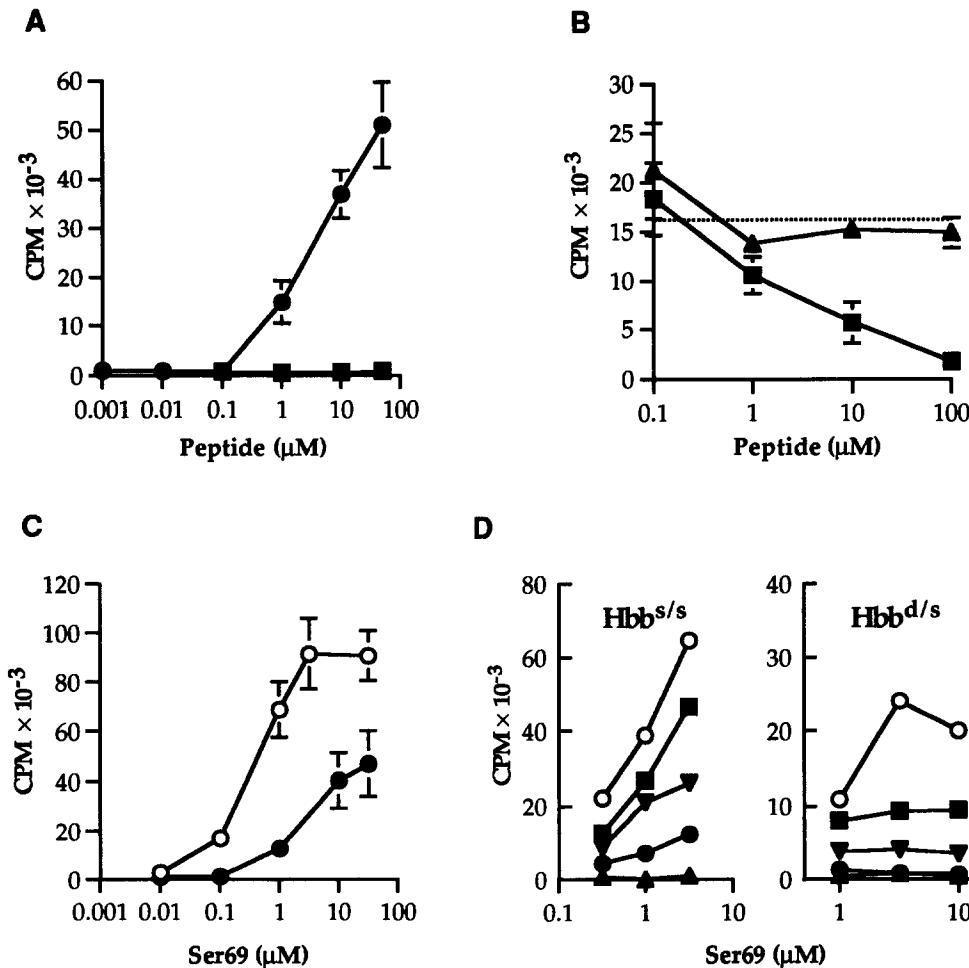 A
CPM × 10⁻³
60
50
40
30
20
10
0
0.001 0.01 0.1 1 10 100
Peptide (µM)
B
CPM × 10⁻³
30
25
20
15
10
5
0
0.1 1 10 100
Peptide (µM)
C
CPM × 10⁻³
120
100
80
60
40
20
0
0.001 0.01 0.1 1 10 100
Ser69 (µM)
D
CPM × 10⁻³
80
60
40
20
0
Hbbˢ/ˢ
0.1 1 10
40
30
20
10
0
Hbbᵈ/ˢ
1 10
Ser69 (µM)